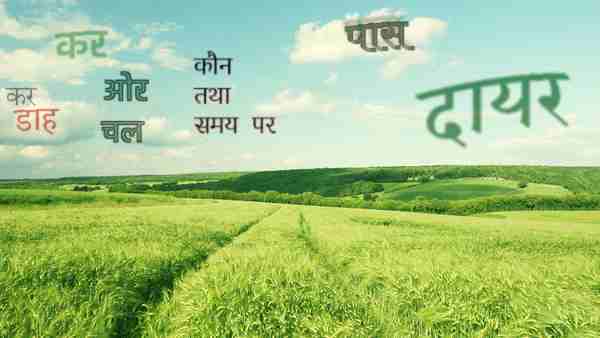 कर
पास
कौन
तथा
समय पर
ओर
चल
कर
डाह
दायर